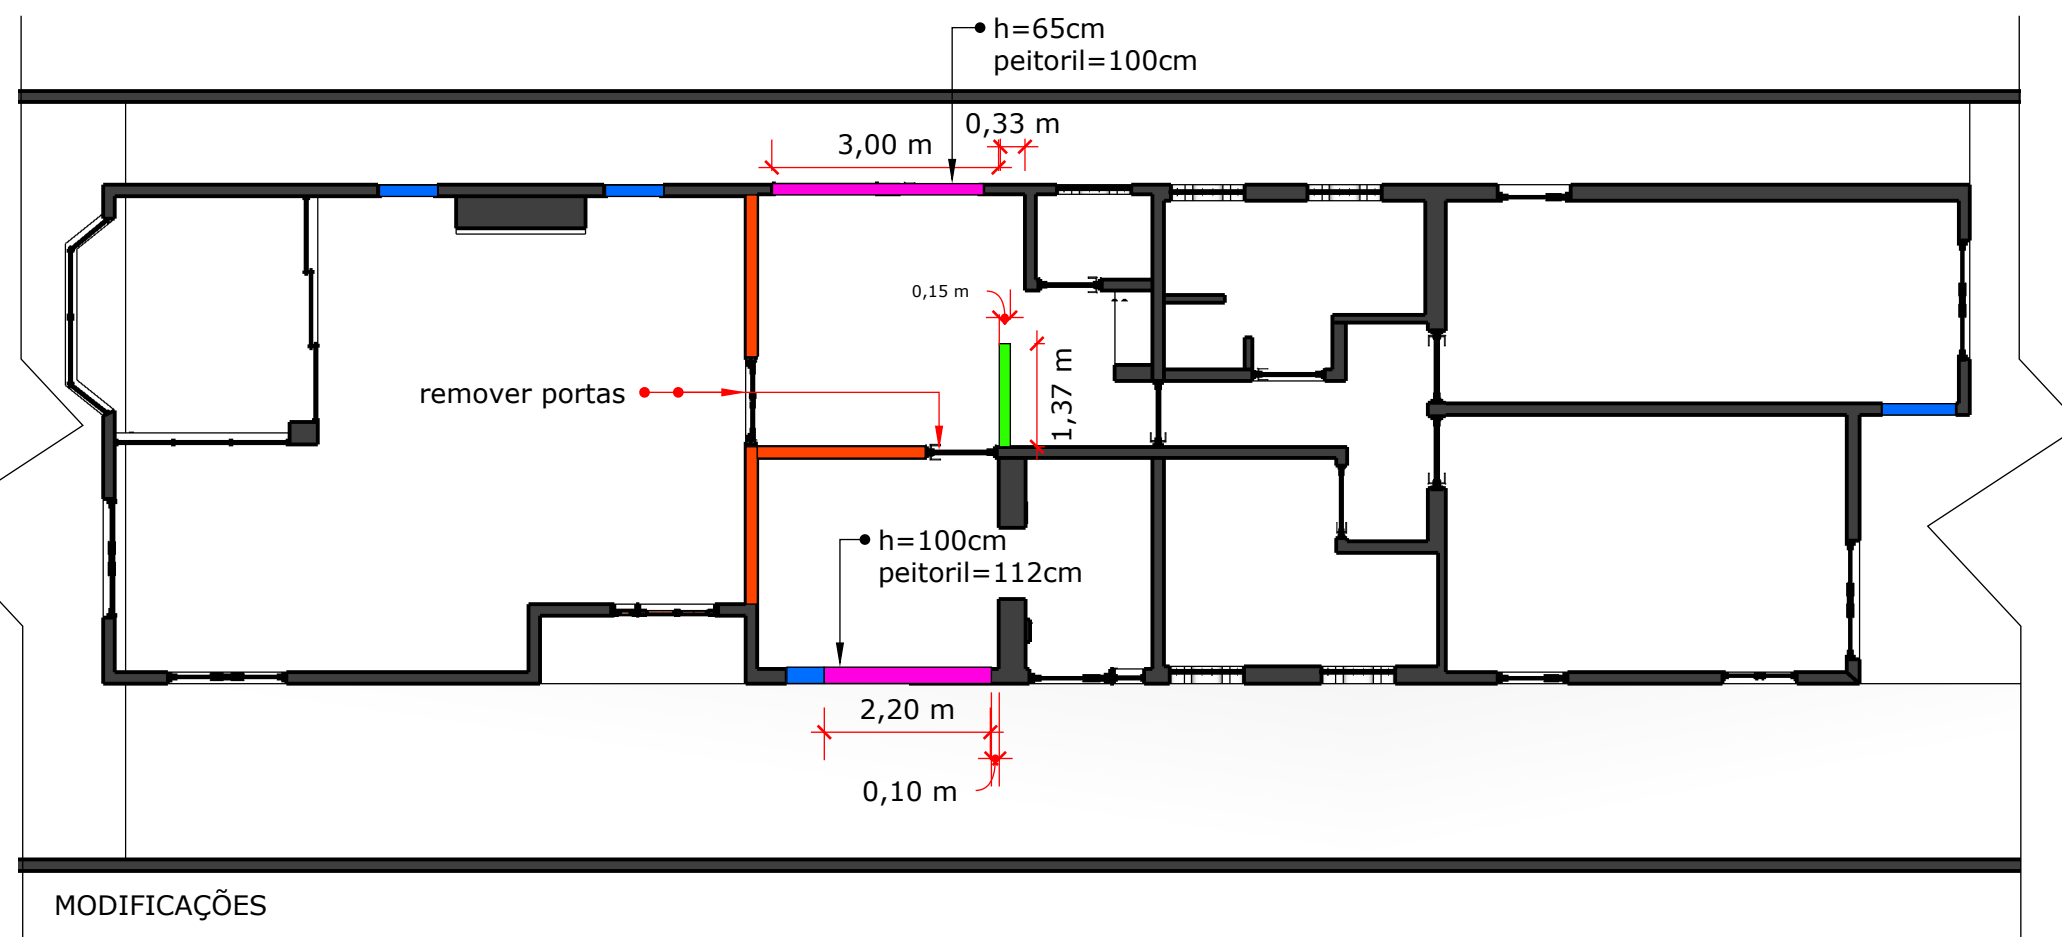 h=65cm
peitoril=100cm
0,33 m
3,00 m
0,15 m
1,37 m
remover portas
h=100cm
peitoril=112cm
2,20 m
0,10 m
MODIFICAÇÕES